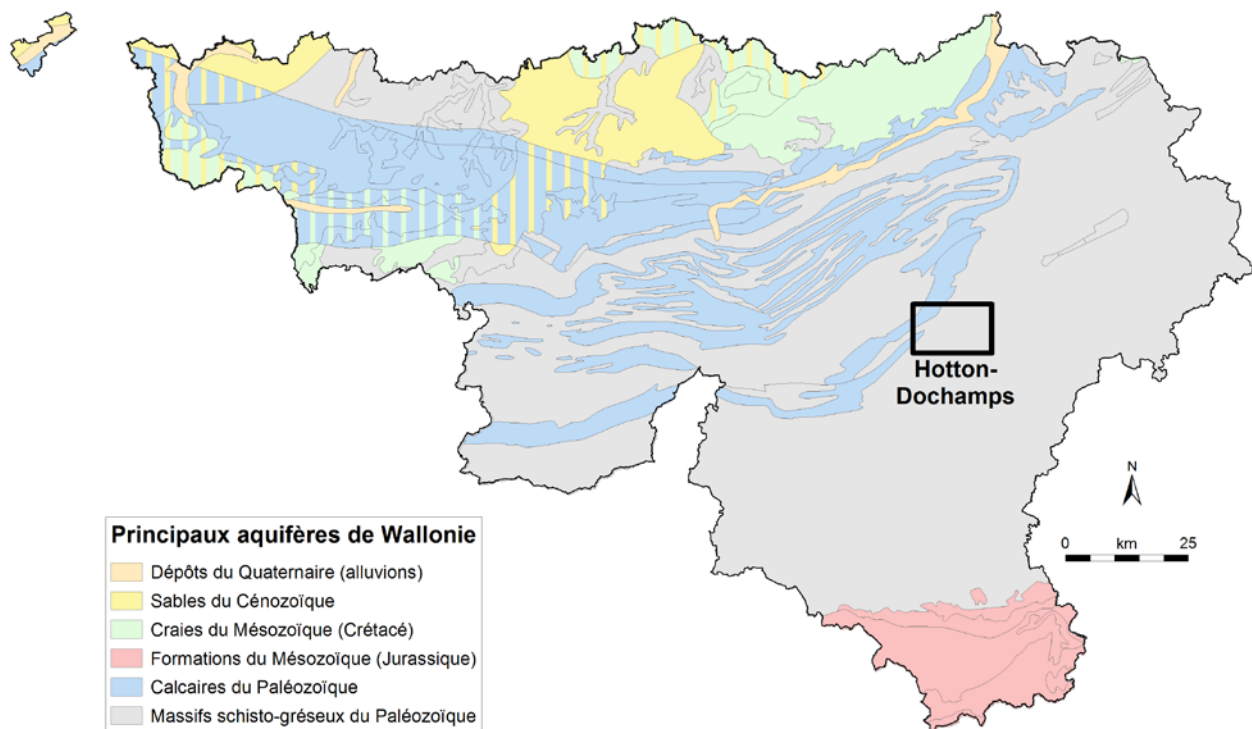 Hotton-
Dochamps
N
0 km 25
Principaux aquifères de Wallonie
Dépôts du Quaternaire (alluvions)
Sables du Cénozoïque
Craies du Mésozoïque (Crétacé)
Formations du Mésozoïque (Jurassique)
Calcaires du Paléozoïque
Massifs schisto-gréseux du Paléozoïque